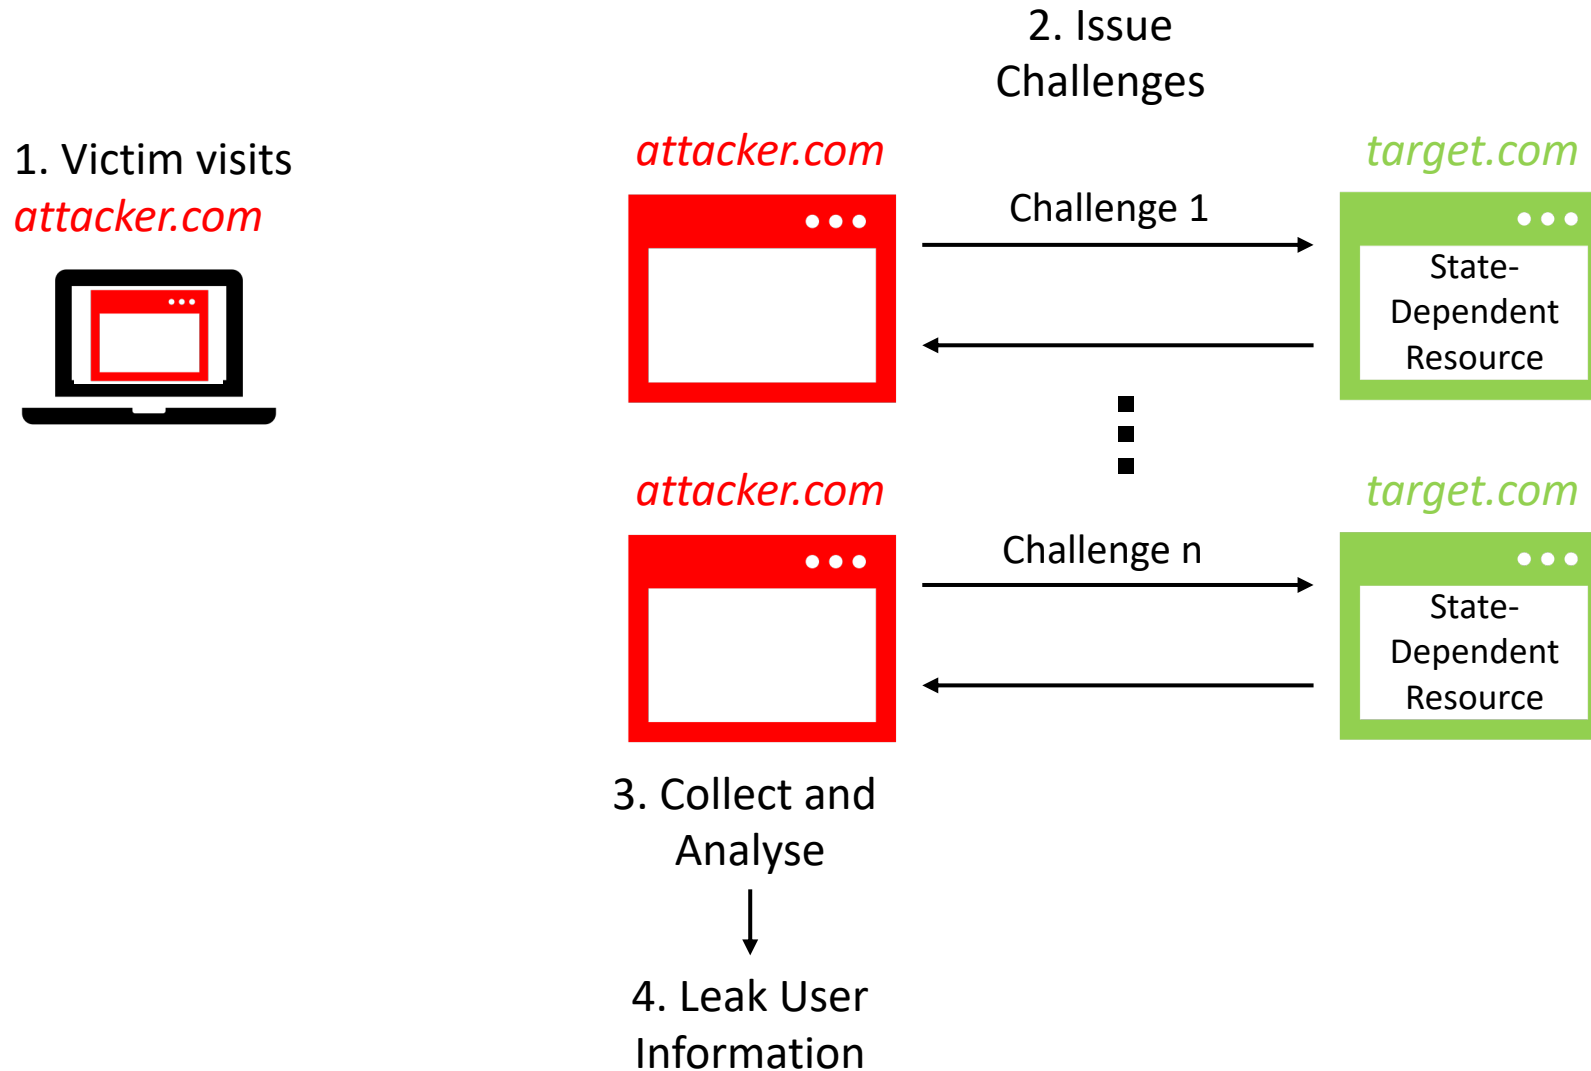 1. Victim visits
attacker.com
2. Issue
Challenges
attacker.com
target.com
Challenge 1
State-
Dependent
Resource
attacker.com
target.com
Challenge n
State-
Dependent
Resource
3. Collect and
Analyse
4. Leak User
Information